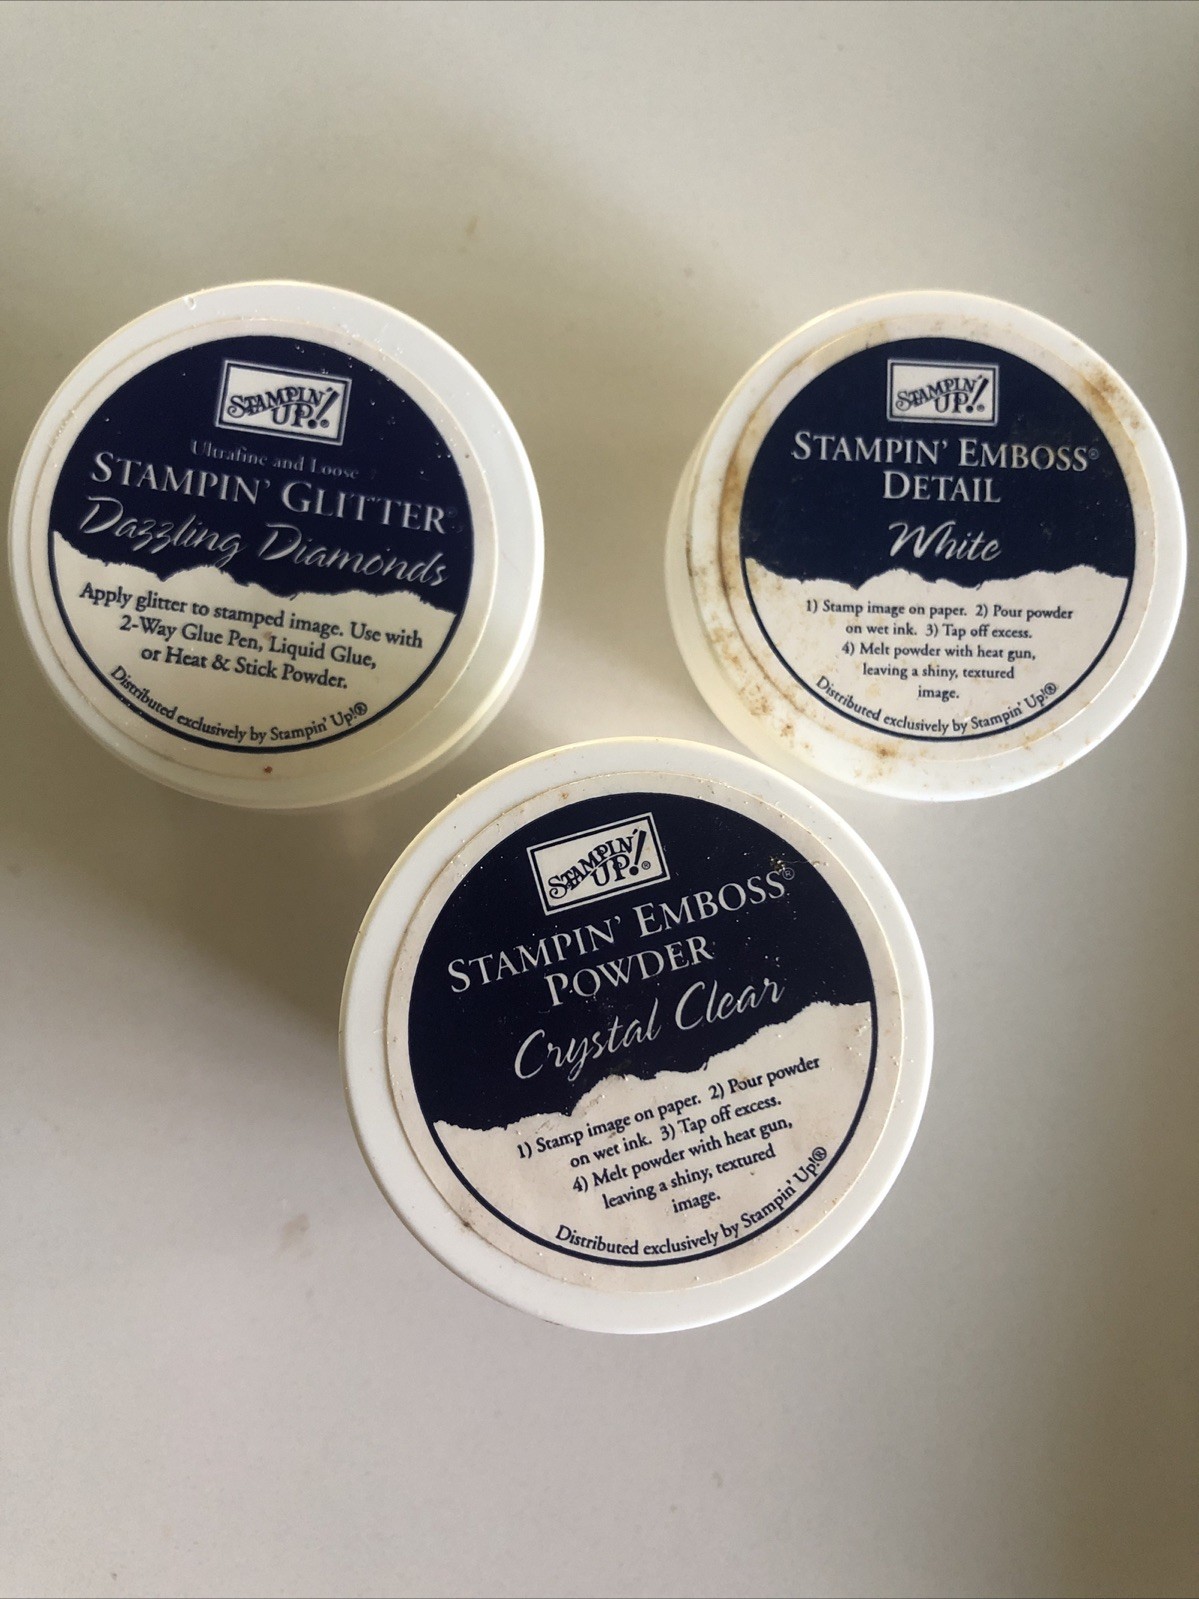 STAMPIN'
UP!®
Ultrafine and Loose
STAMPIN' GLITTER®
Dazzling Diamonds
Apply glitter to stamped image. Use with
2-Way Glue Pen, Liquid Glue,
or Heat & Stick Powder.
Distributed exclusively by Stampin' Up!®
STAMPIN'
UP!®
STAMPIN' EMBOSS®
DETAIL
White
1) Stamp image on paper. 2) Pour powder
on wet ink. 3) Tap off excess.
4) Melt powder with heat gun,
leaving a shiny, textured
image.
Distributed exclusively by Stampin' Up!®
STAMPIN'
UP!®
STAMPIN' EMBOSS®
POWDER
Crystal Clear
1) Stamp image on paper. 2) Pour powder
on wet ink. 3) Tap off excess.
4) Melt powder with heat gun,
leaving a shiny, textured
image.
Distributed exclusively by Stampin' Up!®